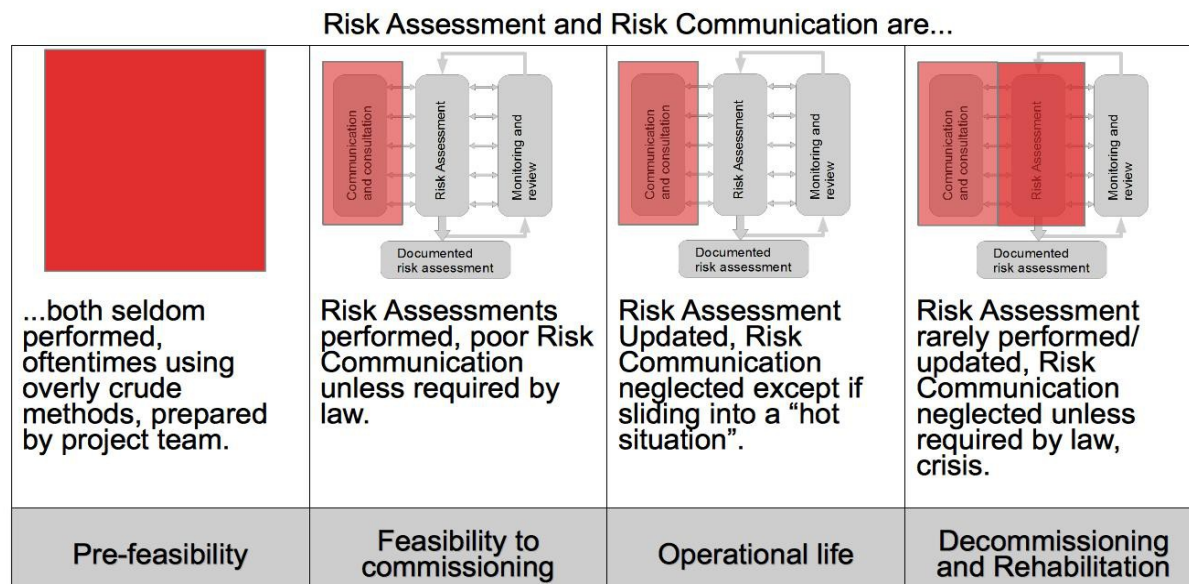 Risk Assessment and Risk Communication are...
...both seldom
performed,
oftentimes using
overly crude
methods, prepared
by project team.
Pre-feasibility
Communication
and consultation
Risk Assessment
Monitoring and
review
Documented
risk assessment
Risk Assessments
performed, poor Risk
Communication
unless required by
law.
Feasibility to
commissioning
Communication
and consultation
Risk Assessment
Monitoring and
review
Documented
risk assessment
Risk Assessment
Updated, Risk
Communication
neglected except if
sliding into a “hot
situation”.
Operational life
Communication
and consultation
Risk Assessment
Monitoring and
review
Documented
risk assessment
Risk Assessment
rarely performed/
updated, Risk
Communication
neglected unless
required by law,
crisis.
Decommissioning
and Rehabilitation